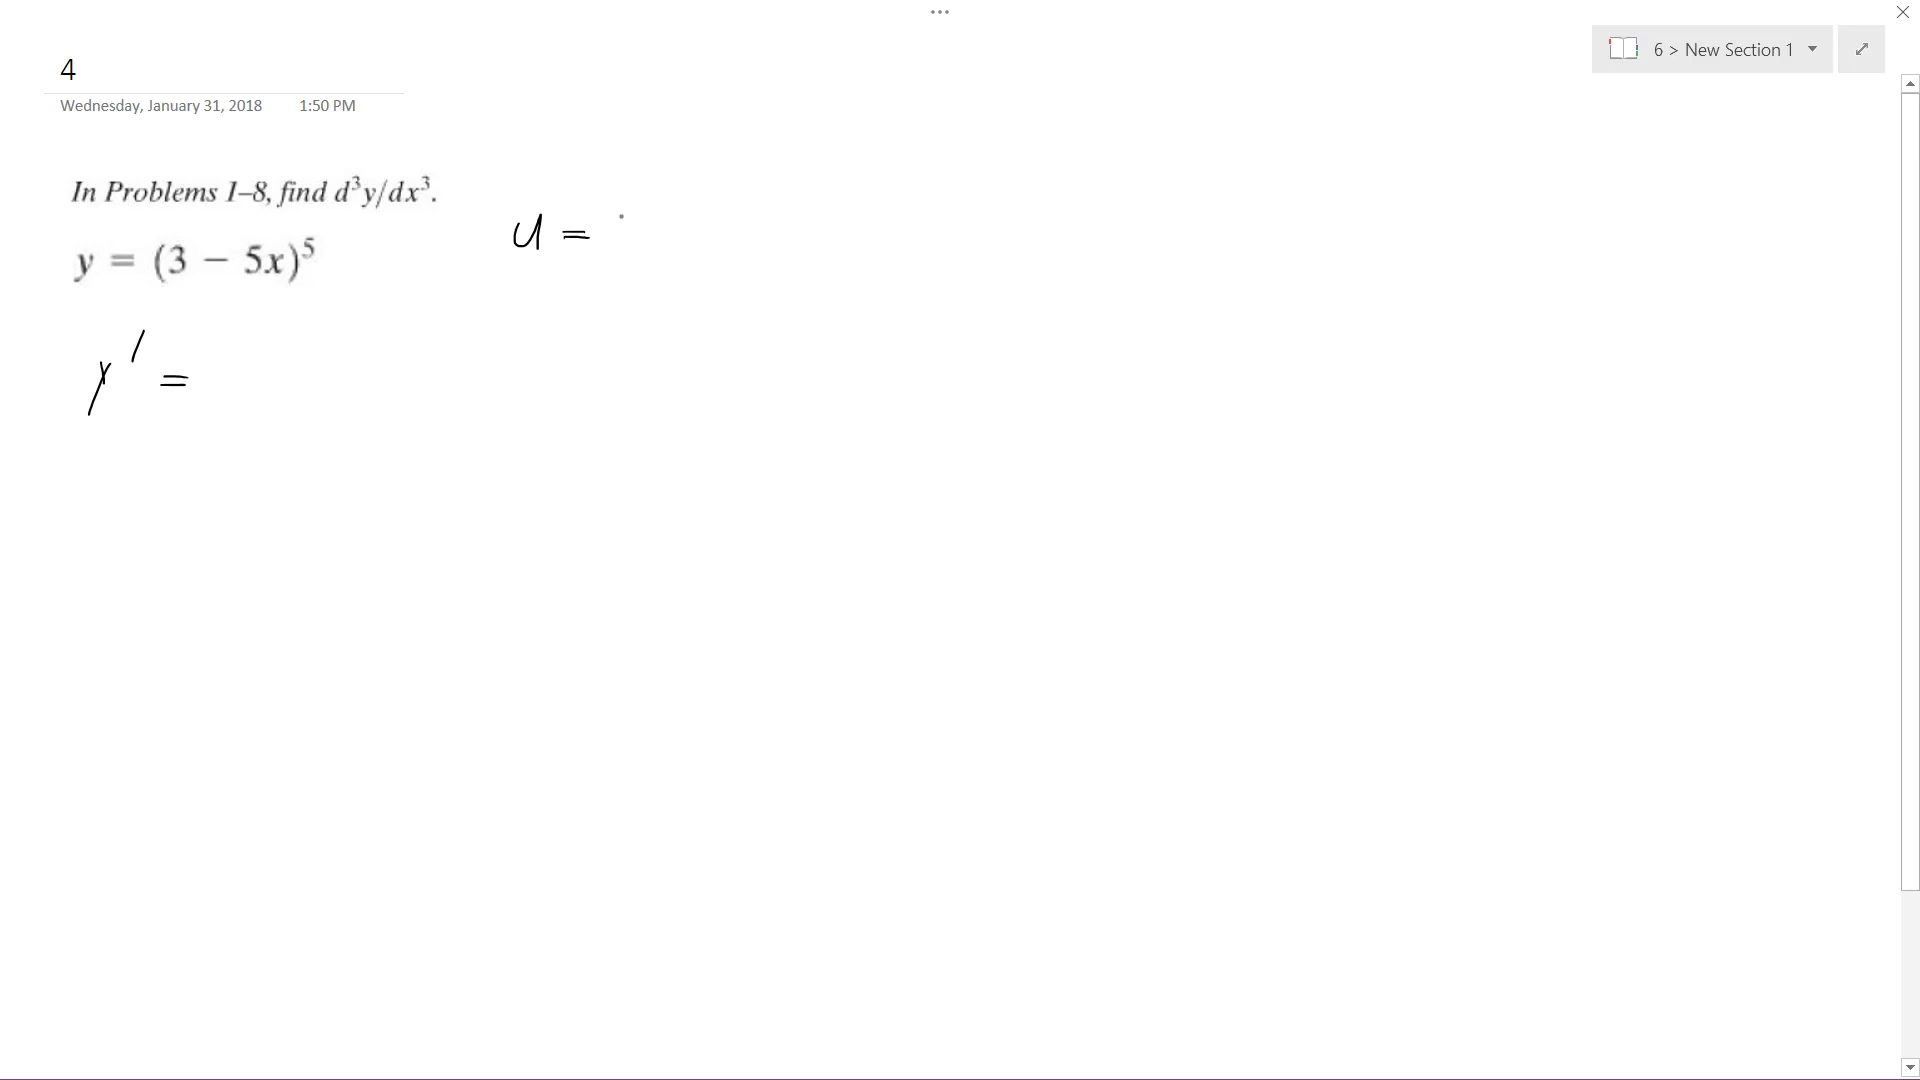 6 > New Section 1
4
Wednesday, January 31, 2018 1:50 PM
In Problems 1–8, find d³y/dx³.
y = (3 − 5x)⁵
u =
y' =